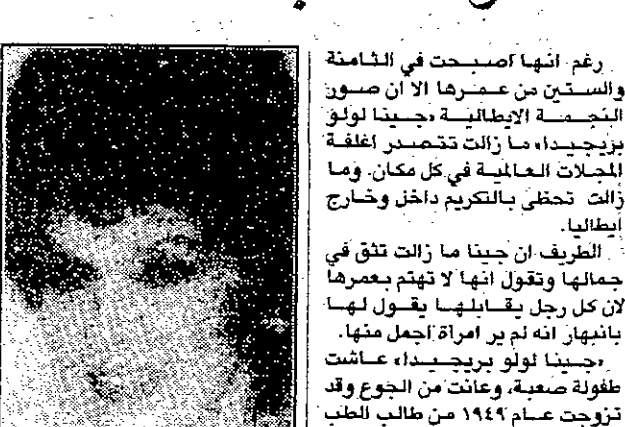 رغم انها اصبحت في الثامنة
والستين من عمرها الا ان صور
النجمة الايطالية «جينا لولو
بريجيدا» ما زالت تتصدر اغلفة
المجلات العالمية في كل مكان. وما
زالت تحظى بالتكريم داخل وخارج
ايطاليا.
الطريف ان جينا ما زالت تثق في
جمالها وتقول انها لا تهتم بعمرها
لان كل رجل يقابلها يقول لها
بانبهار انه لم ير امراة اجمل منها.
«جينا لولو بريجيدا» عاشت
طفولة صعبة، وعانت من الجوع وقد
تزوجت عام ١٩٤٩ من طالب الطب